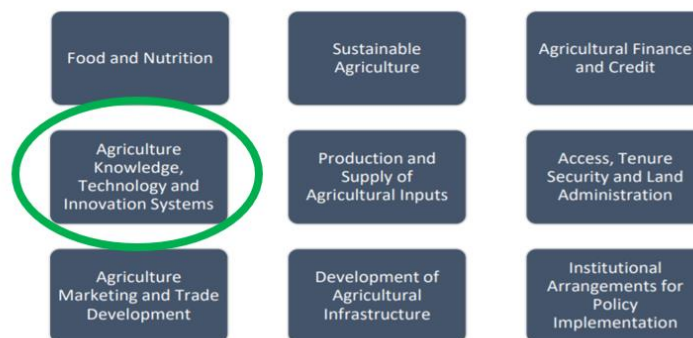 Food and Nutrition
Sustainable
Agriculture
Agricultural Finance
and Credit
Agriculture
Knowledge,
Technology and
Innovation Systems
Production and
Supply of
Agricultural Inputs
Access, Tenure
Security and Land
Administration
Agriculture
Marketing and Trade
Development
Development of
Agricultural
Infrastructure
Institutional
Arrangements for
Policy
Implementation